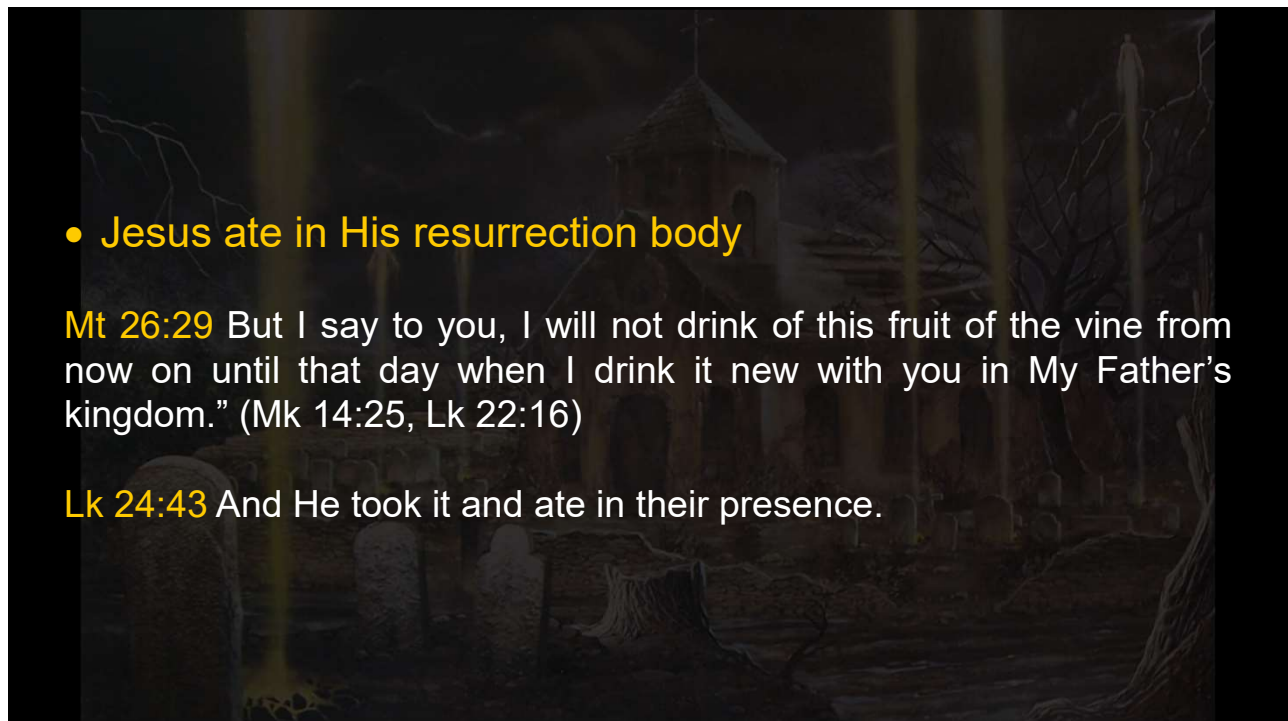 • Jesus ate in His resurrection body
Mt 26:29 But I say to you, I will not drink of this fruit of the vine from
now on until that day when I drink it new with you in My Father’s
kingdom.” (Mk 14:25, Lk 22:16)
Lk 24:43 And He took it and ate in their presence.